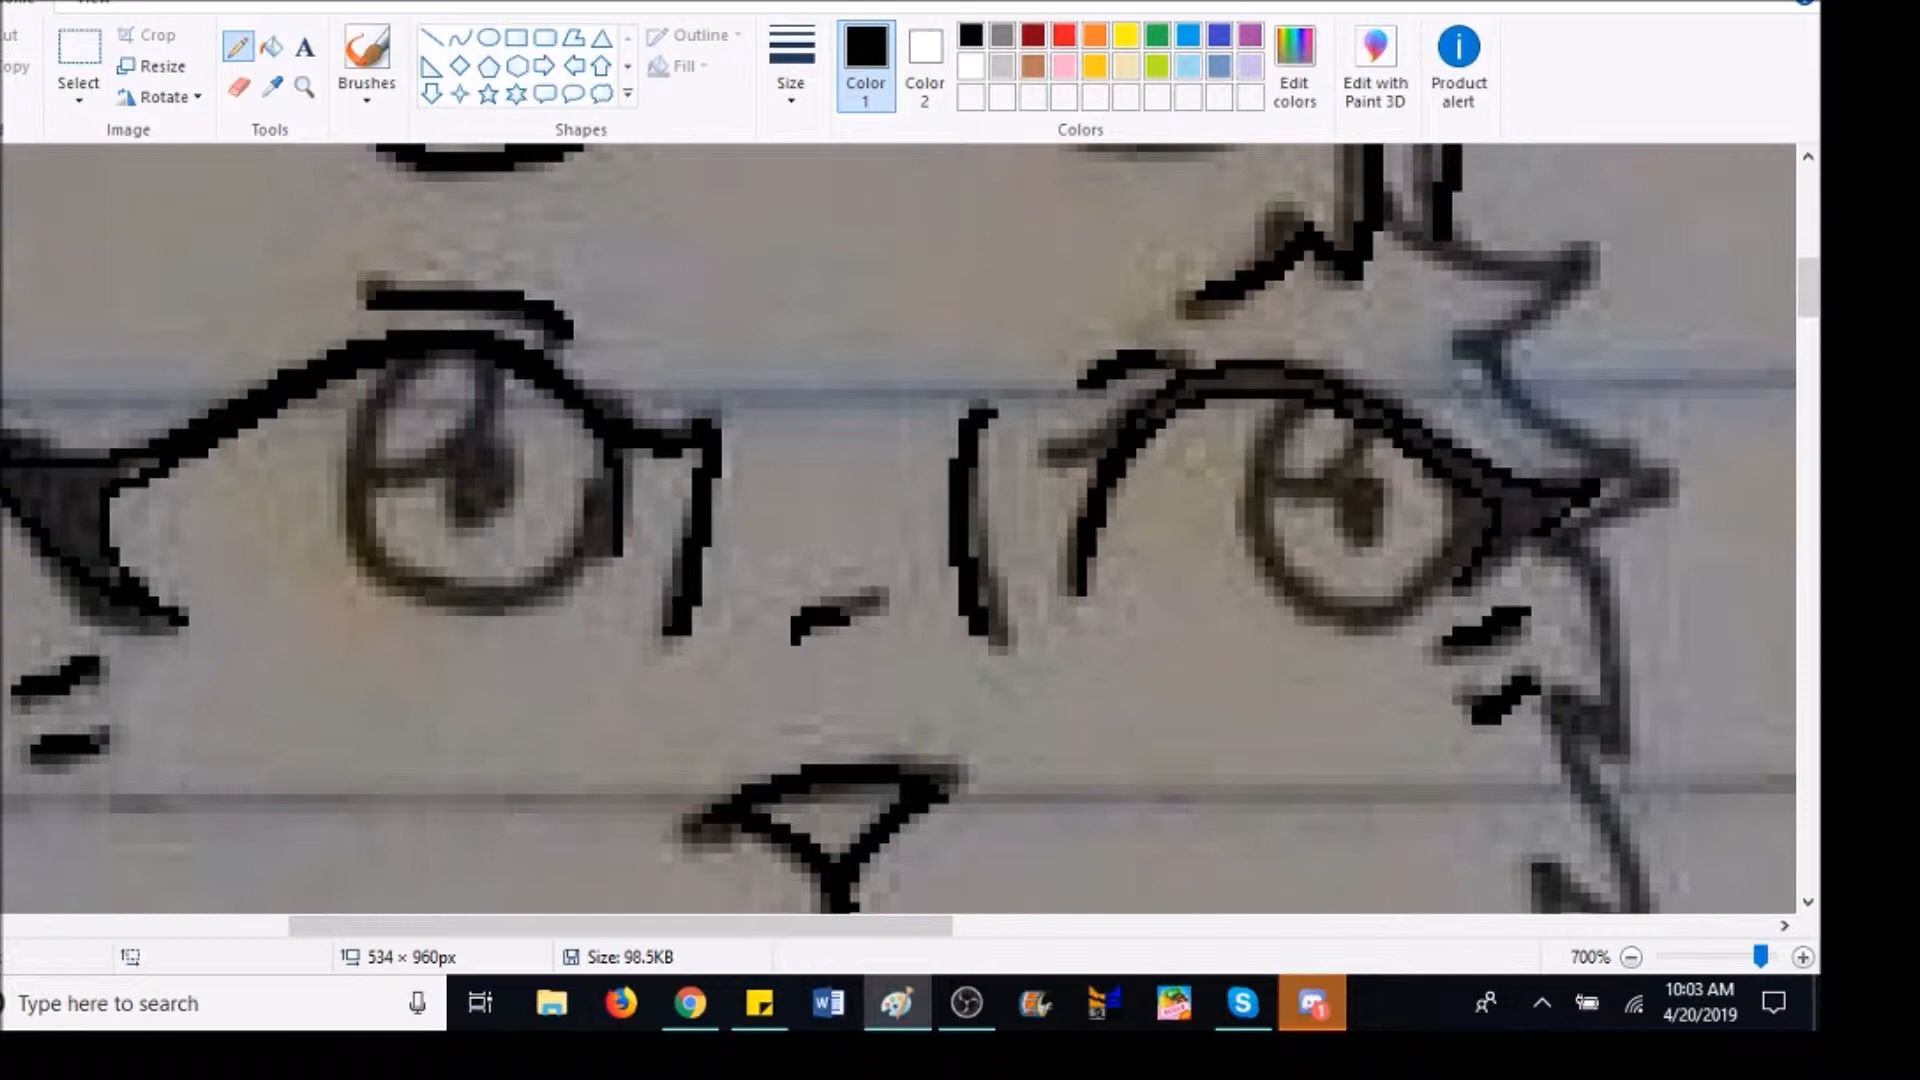 Crop
Resize
Rotate
Select
Image
A
Tools
Brushes
Outline
Fill
Shapes
Size
Color 1
Color 2
Colors
Edit colors
Edit with Paint 3D
Product alert
534 × 960px
Size: 98.5KB
700%
Type here to search
10:03 AM
4/20/2019